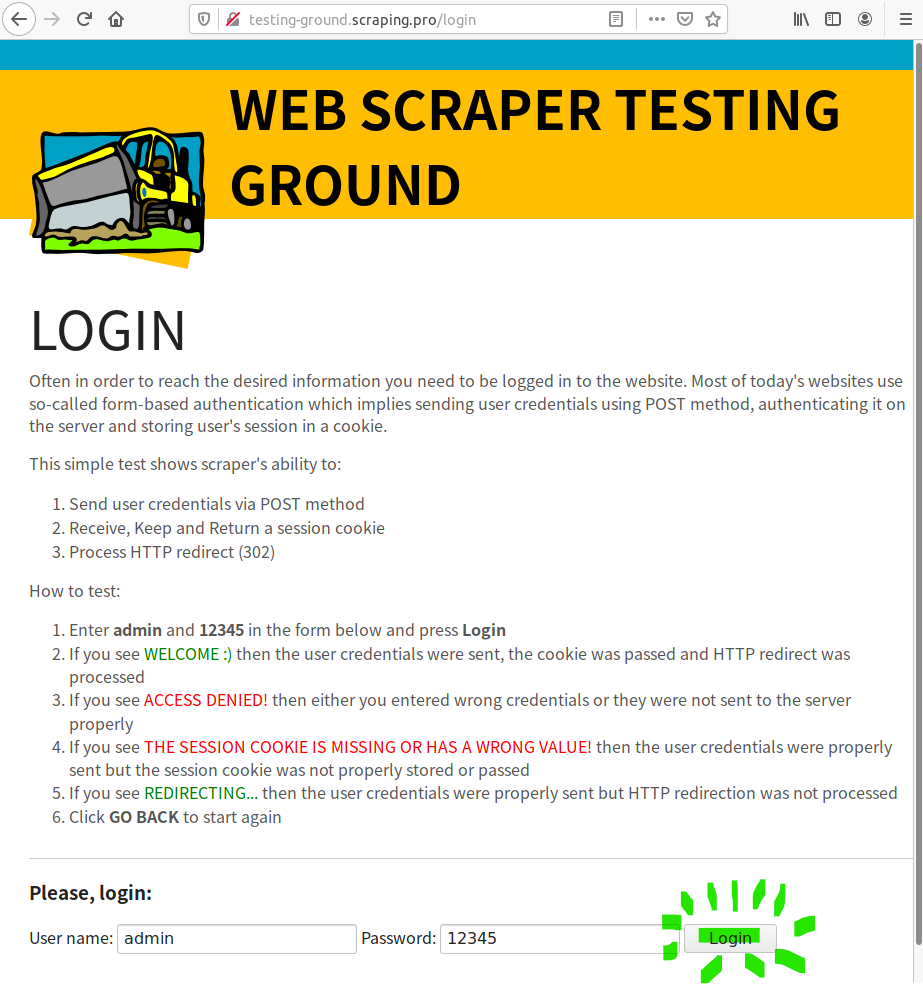 testing-ground.scraping.pro/login
WEB SCRAPER TESTING
GROUND
LOGIN
Often in order to reach the desired information you need to be logged in to the website. Most of today's websites use
so-called form-based authentication which implies sending user credentials using POST method, authenticating it on
the server and storing user's session in a cookie.
This simple test shows scraper's ability to:
1. Send user credentials via POST method
2. Receive, Keep and Return a session cookie
3. Process HTTP redirect (302)
How to test:
1. Enter admin and 12345 in the form below and press Login
2. If you see WELCOME :) then the user credentials were sent, the cookie was passed and HTTP redirect was
processed
3. If you see ACCESS DENIED! then either you entered wrong credentials or they were not sent to the server
properly
4. If you see THE SESSION COOKIE IS MISSING OR HAS A WRONG VALUE! then the user credentials were properly
sent but the session cookie was not properly stored or passed
5. If you see REDIRECTING... then the user credentials were properly sent but HTTP redirection was not processed
6. Click GO BACK to start again
Please, login:
User name: admin Password: 12345 Login